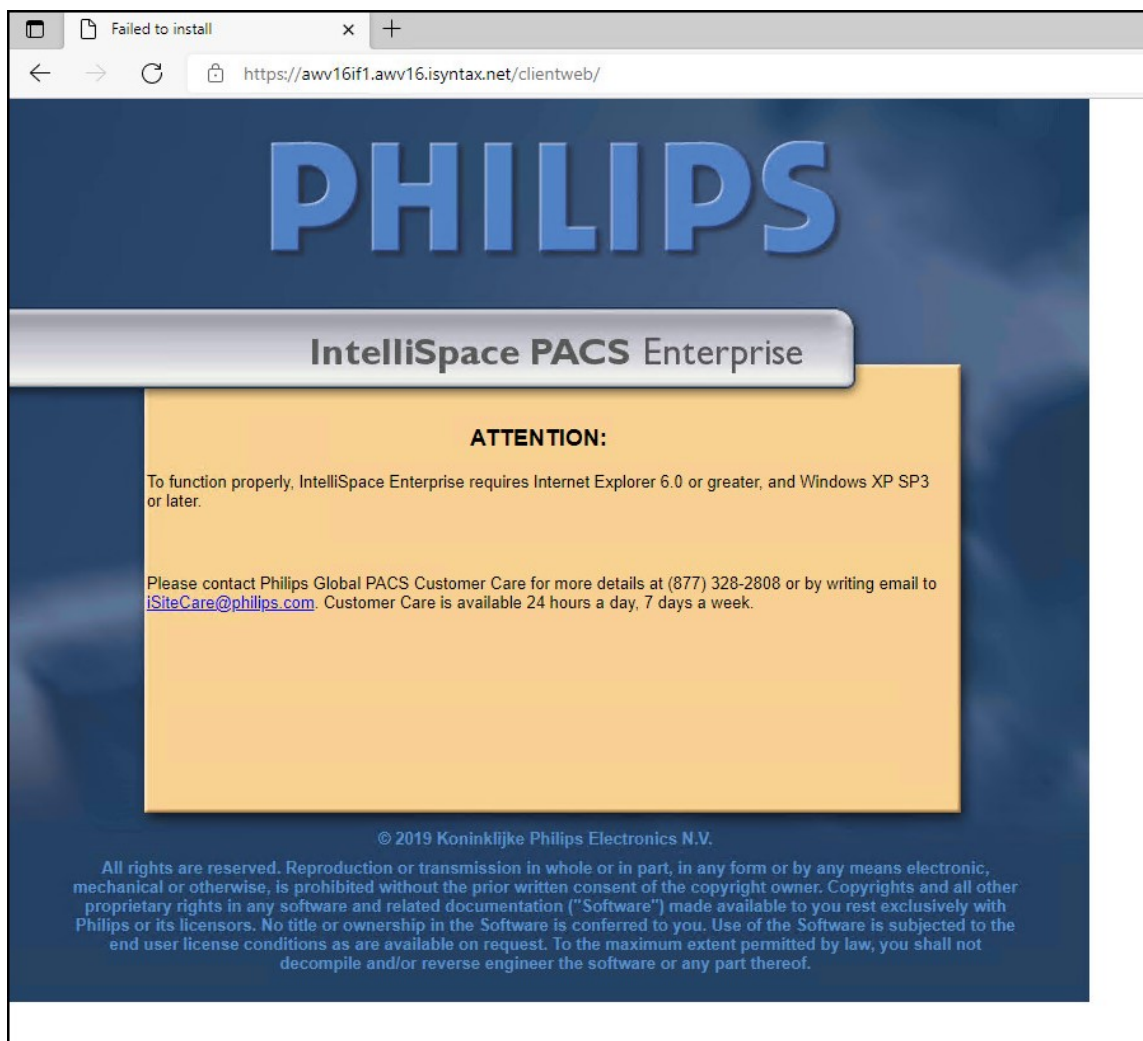 Failed to install
https://awv16if1.awv16.isyntax.net/clientweb/
PHILIPS
IntelliSpace PACS Enterprise
ATTENTION:
To function properly, IntelliSpace Enterprise requires Internet Explorer 6.0 or greater, and Windows XP SP3
or later.
Please contact Philips Global PACS Customer Care for more details at (877) 328-2808 or by writing email to
iSiteCare@philips.com. Customer Care is available 24 hours a day, 7 days a week.
© 2019 Koninklijke Philips Electronics N.V.
All rights are reserved. Reproduction or transmission in whole or in part, in any form or by any means electronic,
mechanical or otherwise, is prohibited without the prior written consent of the copyright owner. Copyrights and all other
proprietary rights in any software and related documentation ("Software") made available to you rest exclusively with
Philips or its licensors. No title or ownership in the Software is conferred to you. Use of the Software is subjected to the
end user license conditions as are available on request. To the maximum extent permitted by law, you shall not
decompile and/or reverse engineer the software or any part thereof.